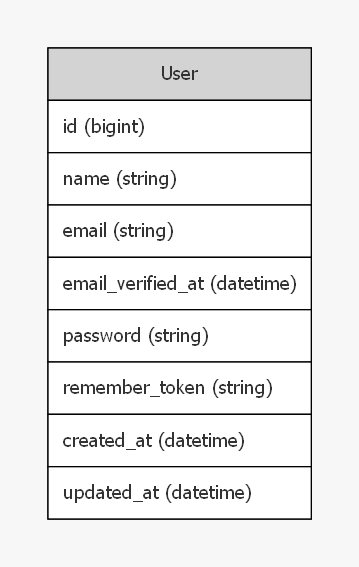 User
id (bigint)
name (string)
email (string)
email_verified_at (datetime)
password (string)
remember_token (string)
created_at (datetime)
updated_at (datetime)